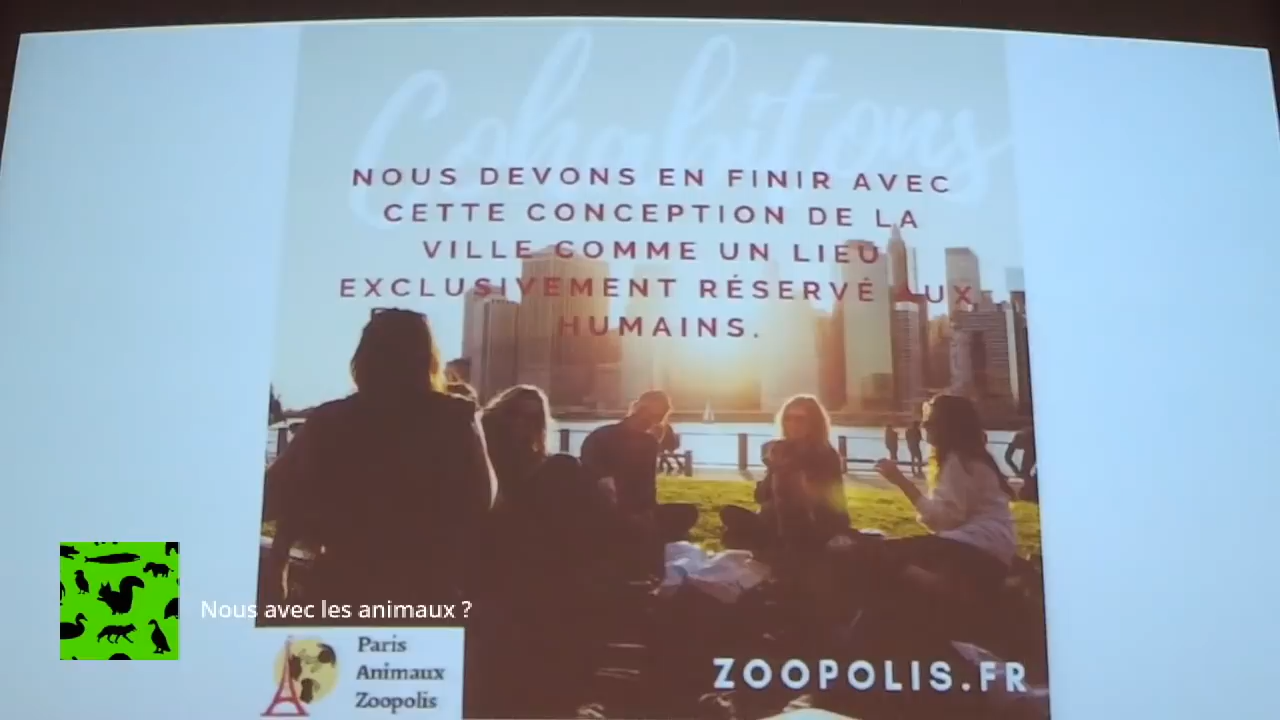 Cohabitons
NOUS DEVONS EN FINIR AVEC
CETTE CONCEPTION DE LA
VILLE COMME UN LIEU
EXCLUSIVEMENT RÉSERVÉ AUX
HUMAINS.
Nous avec les animaux ?
Paris
Animaux
Zoopolis
ZOOPOLIS.FR